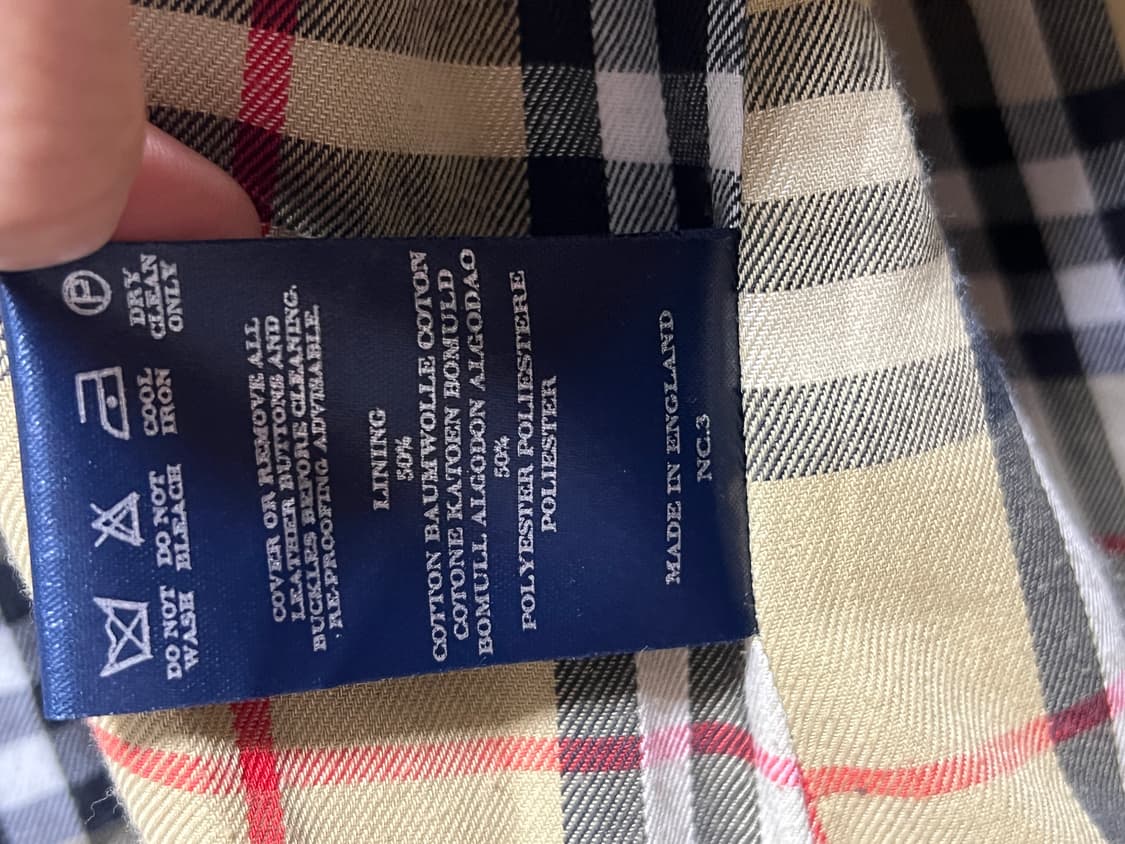 DO NOT
WASH
DO NOT
BLEACH
COOL
IRON
P
DRY
CLEAN
ONLY
COVER OR REMOVE ALL
LEATHER BUTTONS AND
BUCKLES BEFORE CLEANING.
RE-PROOFING ADVISABLE.
LINING
50%
COTTON BAUMWOLLE COTON
COTONE KATOEN BOMULD
BOMULL ALGODON ALGODAO
50%
POLYESTER POLIESTERE
POLIESTER
MADE IN ENGLAND
NC.3